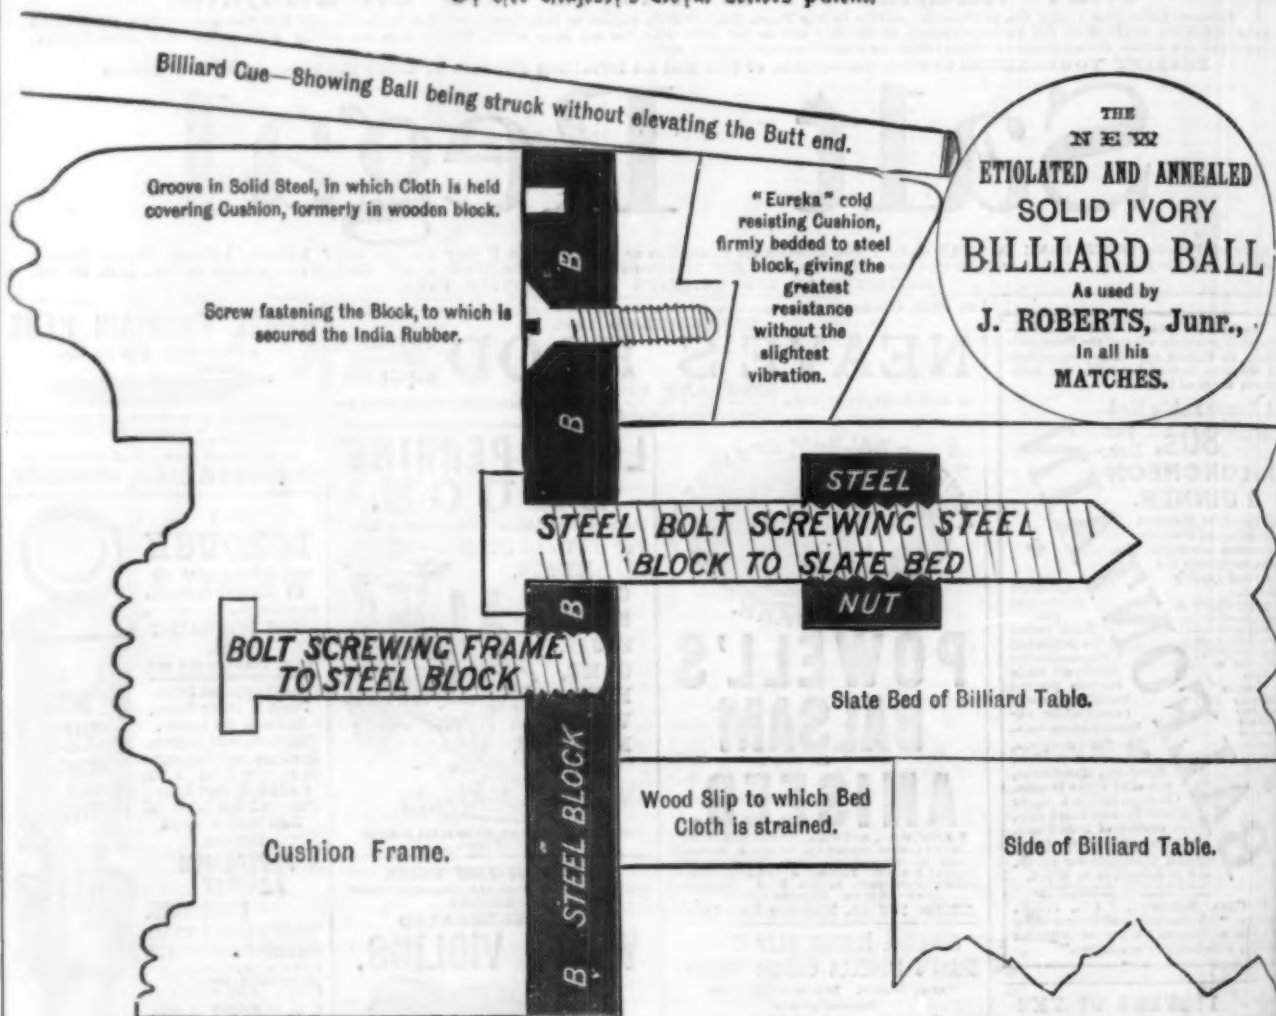 Billiard Cue—Showing Ball being struck without elevating the Butt end.
THE
NEW
ETIOLATED AND ANNEALED
SOLID IVORY
BILLIARD BALL
As used by
J. ROBERTS, Junr.,
In all his
MATCHES.
Groove in Solid Steel, in which Cloth is held
covering Cushion, formerly in wooden block.
"Eureka" cold
resisting Cushion,
firmly bedded to steel
block, giving the
greatest
resistance
without the
slightest
vibration.
B
Screw fastening the Block, to which is
secured the India Rubber.
B
STEEL
STEEL BOLT SCREWING STEEL
BLOCK TO SLATE BED
NUT
B
BOLT SCREWING FRAME
TO STEEL BLOCK
Slate Bed of Billiard Table.
B STEEL BLOCK
Wood Slip to which Bed
Cloth is strained.
Cushion Frame.
Side of Billiard Table.